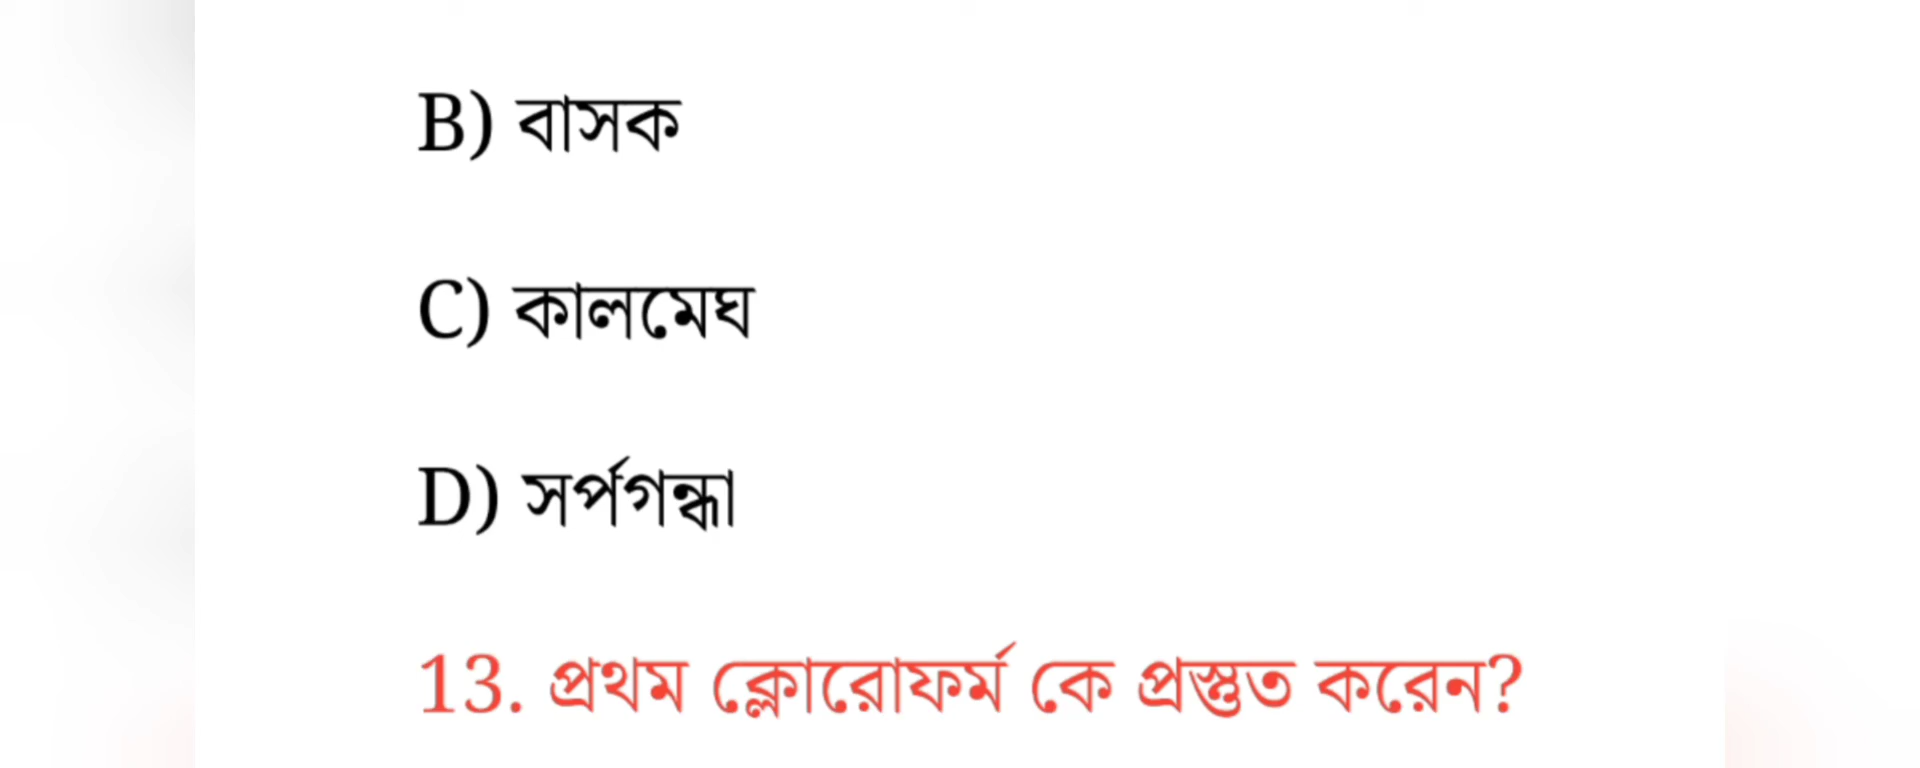 B) বাসক
C) কালমেঘ
D) সর্পগন্ধা
13. প্রথম ক্লোরোফর্ম কে প্রস্তুত করেন?